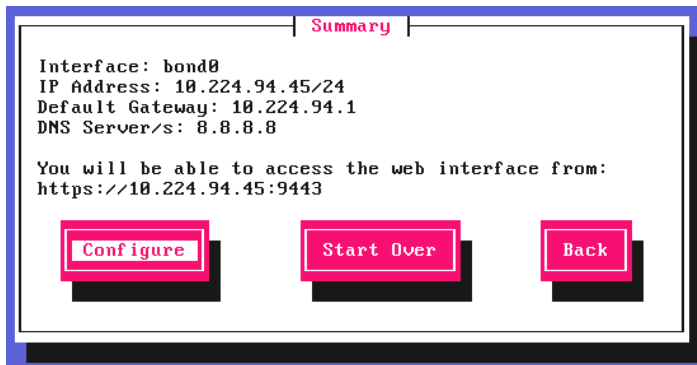 Summary
Interface: bond0
IP Address: 10.224.94.45/24
Default Gateway: 10.224.94.1
DNS Server/s: 8.8.8.8
You will be able to access the web interface from:
https://10.224.94.45:9443
Configure Start Over Back